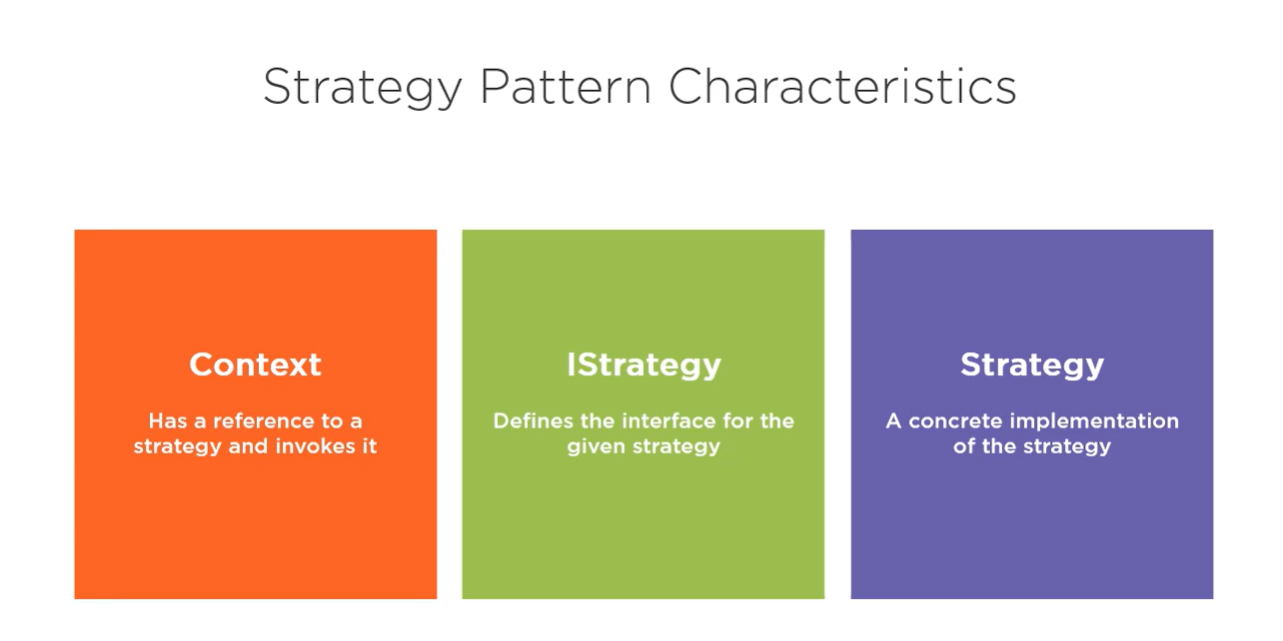 Strategy Pattern Characteristics
Context
Has a reference to a
strategy and invokes it
IStrategy
Defines the interface for the
given strategy
Strategy
A concrete implementation
of the strategy